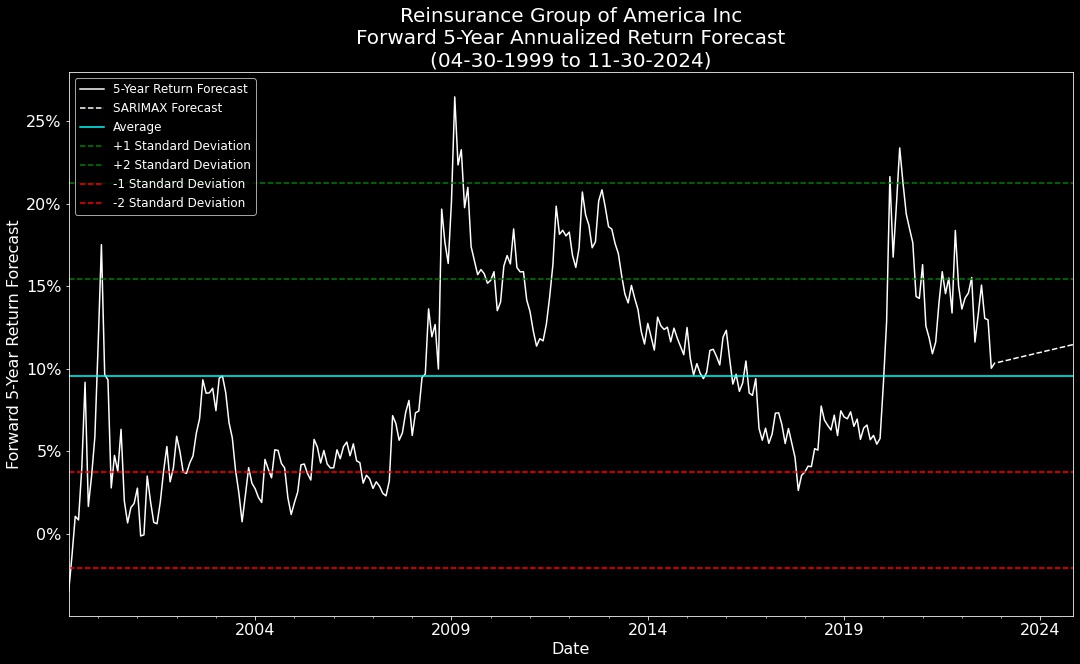 Reinsurance Group of America Inc
Forward 5-Year Annualized Return Forecast
(04-30-1999 to 11-30-2024)
5-Year Return Forecast
SARIMAX Forecast
Average
+1 Standard Deviation
+2 Standard Deviation
-1 Standard Deviation
-2 Standard Deviation
Forward 5-Year Return Forecast
25%
20%
15%
10%
5%
0%
2004
2009
2014
2019
2024
Date